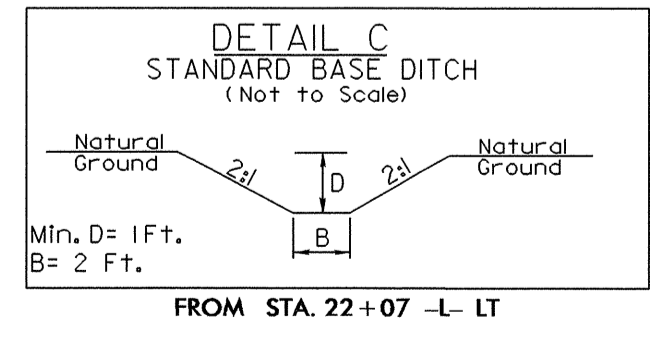 DETAIL C
STANDARD BASE DITCH
(Not to Scale)
Natural
Ground
2:1
D
2:1
Natural
Ground
Min. D= 1Ft.
B= 2 Ft.
B
FROM STA. 22+07 -L- LT